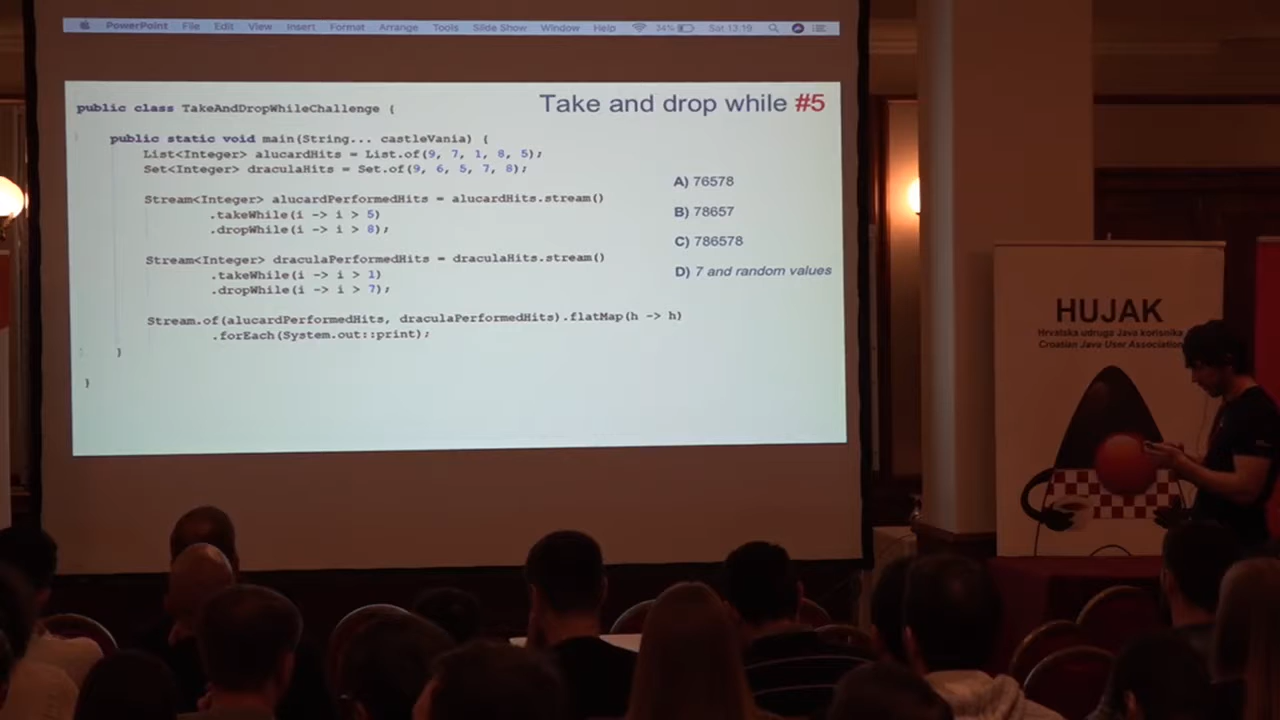 PowerPoint File Edit View Insert Format Arrange Tools Slide Show Window Help 34% Sat 13:19
Take and drop while #5
public class TakeAndDropWhileChallenge {
public static void main(String... castleVania) {
List<Integer> alucardHits = List.of(9, 7, 1, 8, 5);
Set<Integer> draculaHits = Set.of(9, 6, 5, 7, 8);
Stream<Integer> alucardPerformedHits = alucardHits.stream()
.takeWhile(i -> i > 5)
.dropWhile(i -> i > 8);
Stream<Integer> draculaPerformedHits = draculaHits.stream()
.takeWhile(i -> i > 1)
.dropWhile(i -> i > 7);
Stream.of(alucardPerformedHits, draculaPerformedHits).flatMap(h -> h)
.forEach(System.out::print);
}
}
A) 76578
B) 78657
C) 786578
D) 7 and random values
HUJAK
Hrvatska udruga Java korisnika
Croatian Java User Association